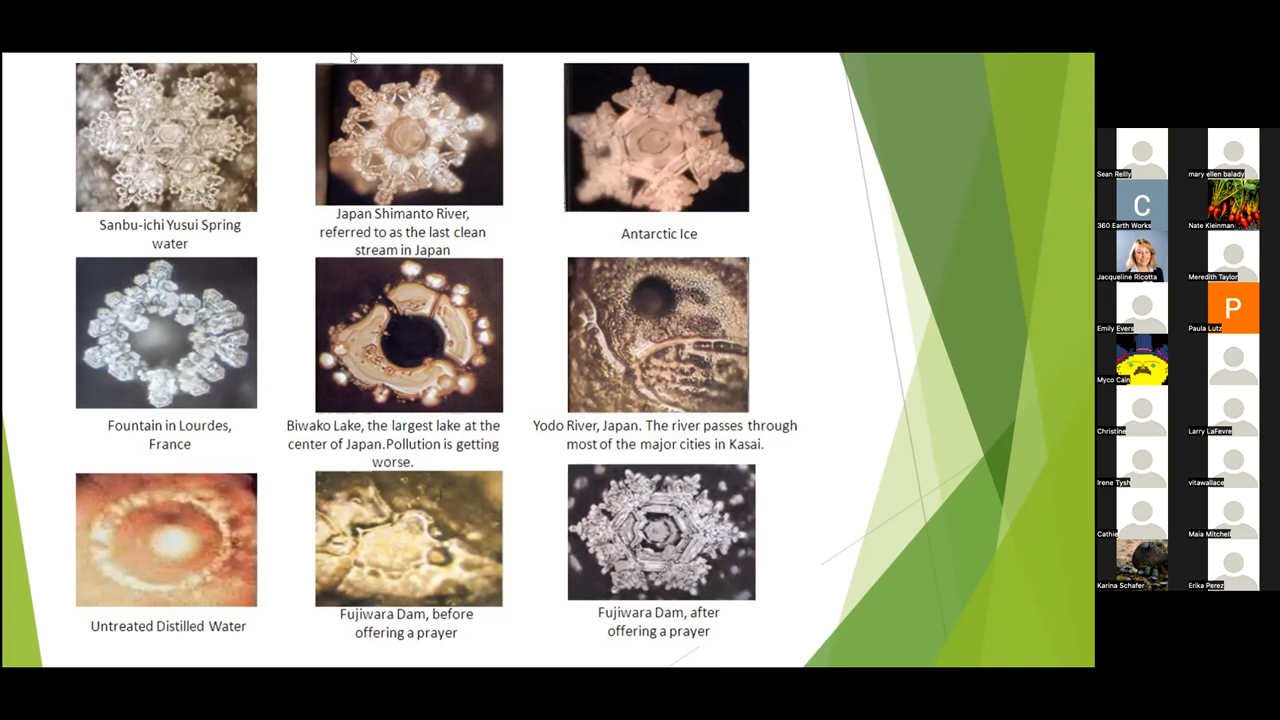 Sanbu-ichi Yusui Spring
water
Japan Shimanto River,
referred to as the last clean
stream in Japan
Antarctic Ice
Fountain in Lourdes,
France
Biwako Lake, the largest lake at the
center of Japan.Pollution is getting
worse.
Yodo River, Japan. The river passes through
most of the major cities in Kasai.
Untreated Distilled Water
Fujiwara Dam, before
offering a prayer
Fujiwara Dam, after
offering a prayer
Sean Reilly
mary ellen balady
C
360 Earth Works
Nate Kleinman
Jacqueline Ricotta
Meredith Taylor
Emily Evers
P
Paula Lutz
Myco Cain
Christine
Larry LaFevre
Irene Tysh
vitawallace
Cathie
Maia Mitchell
Karina Schafer
Erika Perez